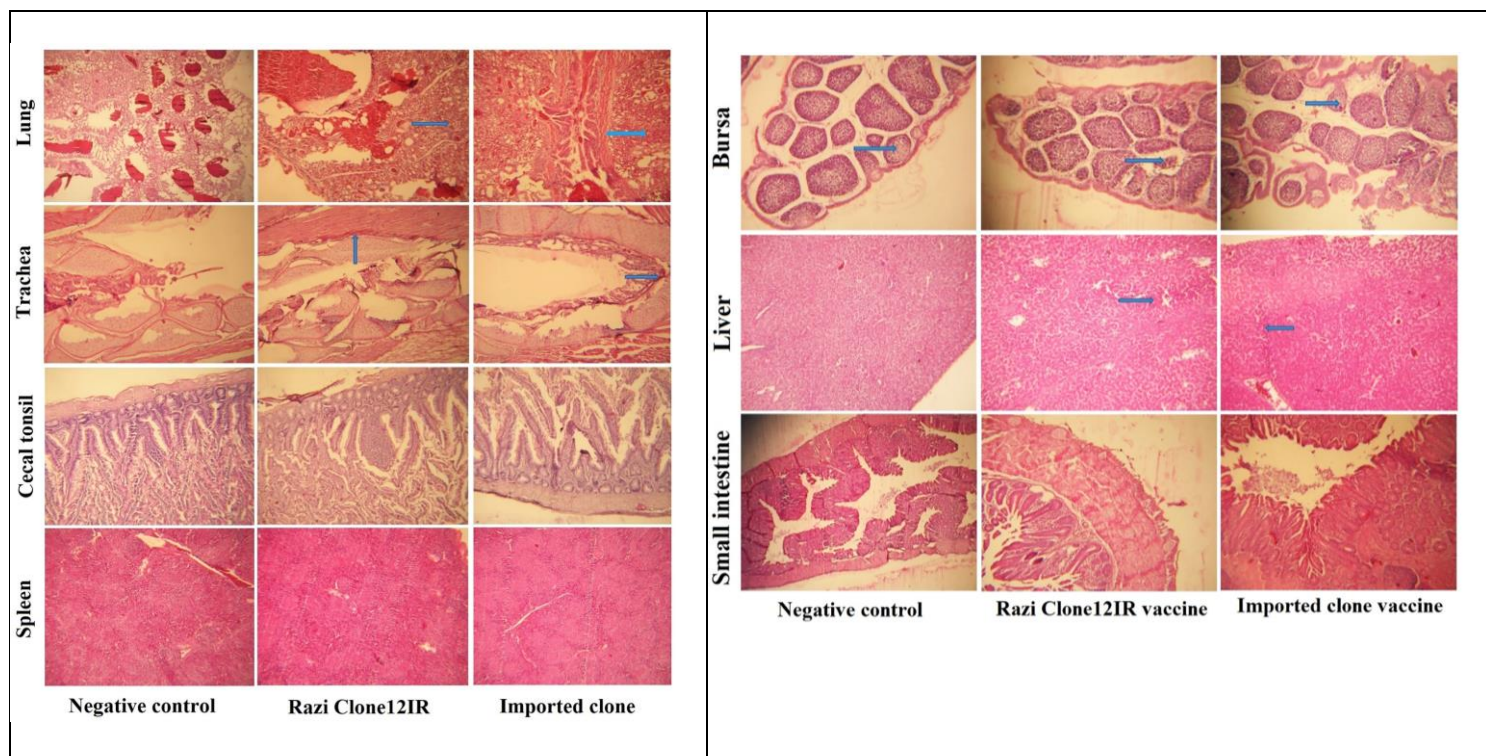 Lung
Trachea
Cecal tonsil
Spleen
Negative control
Razi Clone12IR
Imported clone
Bursa
Liver
Small intestine
Negative control
Razi Clone12IR vaccine
Imported clone vaccine